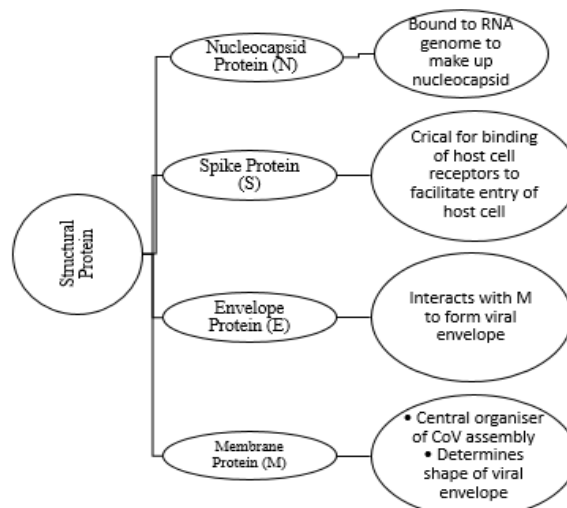 Structural
Protein
Nucleocapsid
Protein (N)
Bound to RNA
genome to
make up
nucleocapsid
Spike Protein
(S)
Crical for binding
of host cell
receptors to
facilitate entry of
host cell
Envelope
Protein (E)
Interacts with M
to form viral
envelope
Membrane
Protein (M)
• Central organiser
of CoV assembly
• Determines
shape of viral
envelope